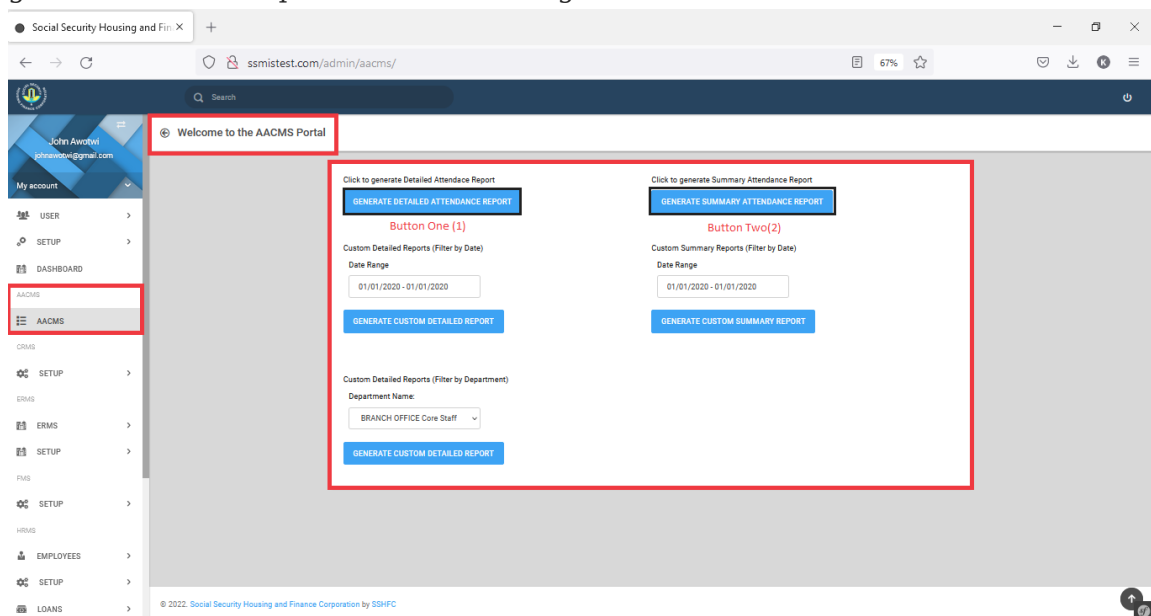 Social Security Housing and Fin
ssmistest.com/admin/aacms/
67%
K
Search
John Awotwi
johnawotwi@gmail.com
My account
USER
SETUP
DASHBOARD
AACMS
AACMS
CRMS
SETUP
ERMS
ERMS
SETUP
FMS
SETUP
HRMS
EMPLOYEES
SETUP
LOANS
Welcome to the AACMS Portal
Click to generate Detailed Attendace Report
GENERATE DETAILED ATTENDANCE REPORT
Button One (1)
Custom Detailed Reports (Filter by Date)
Date Range
01/01/2020 - 01/01/2020
GENERATE CUSTOM DETAILED REPORT
Custom Detailed Reports (Filter by Department)
Department Name:
BRANCH OFFICE Core Staff
GENERATE CUSTOM DETAILED REPORT
Click to generate Summary Attendance Report
GENERATE SUMMARY ATTENDANCE REPORT
Button Two(2)
Custom Summary Reports (Filter by Date)
Date Range
01/01/2020 - 01/01/2020
GENERATE CUSTOM SUMMARY REPORT
© 2022. Social Security Housing and Finance Corporation by SSHFC